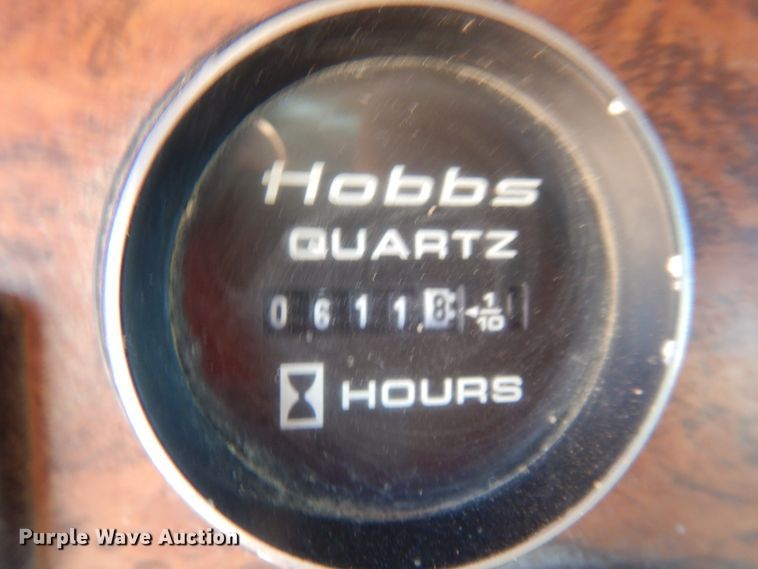 Hobbs
QUARTZ
0 6 1 1 8 1/10
HOURS
Purple Wave Auction